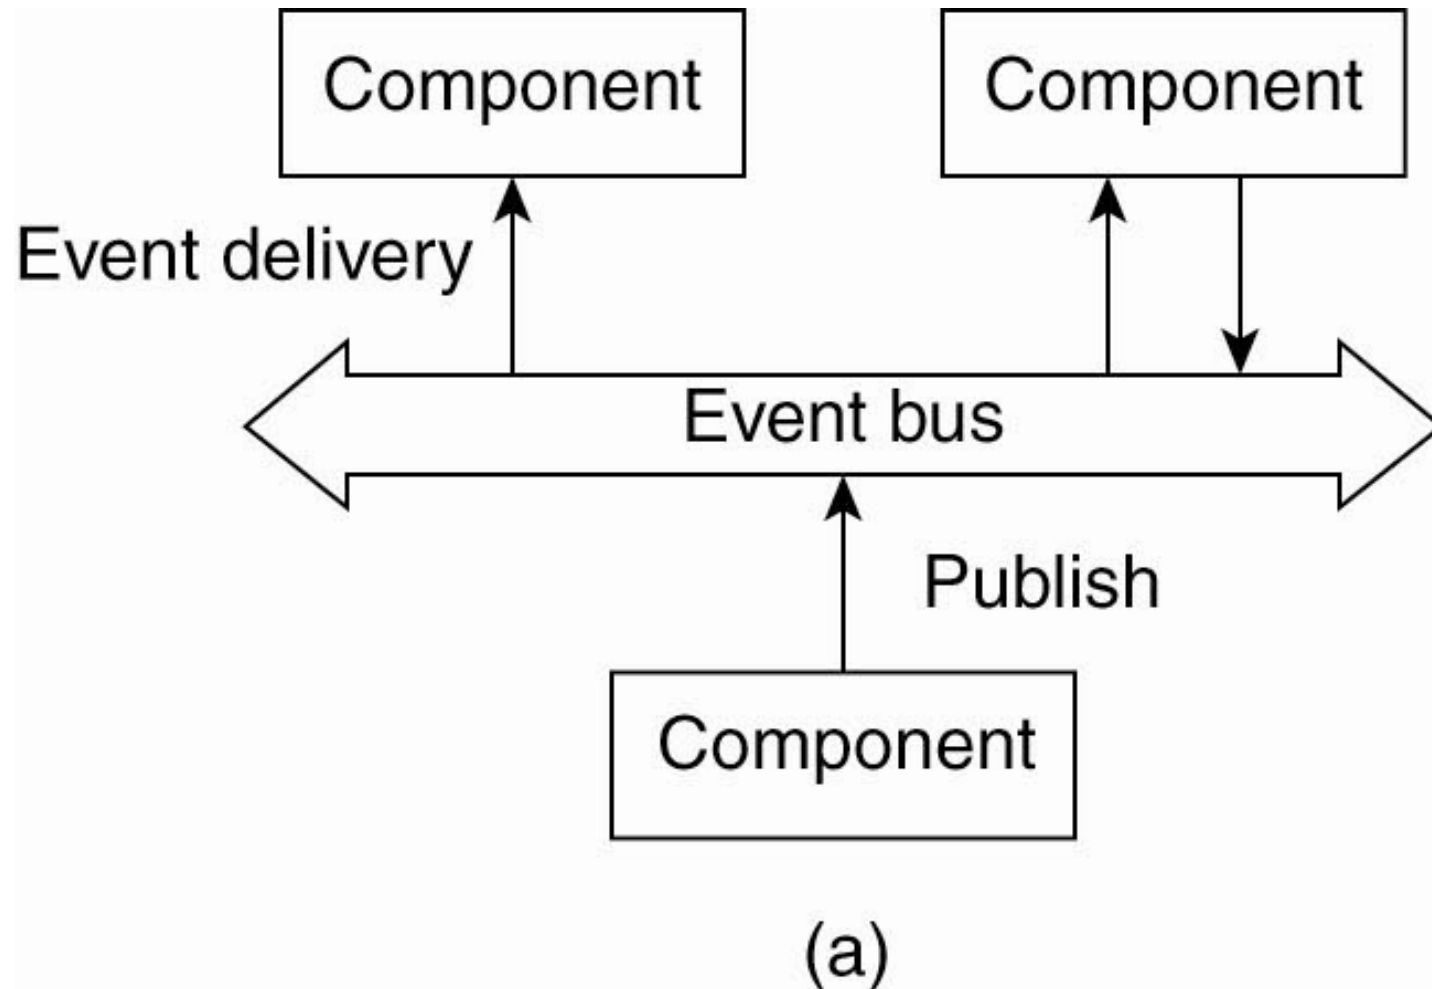 Component
Component
Event delivery
Event bus
Publish
Component
(a)